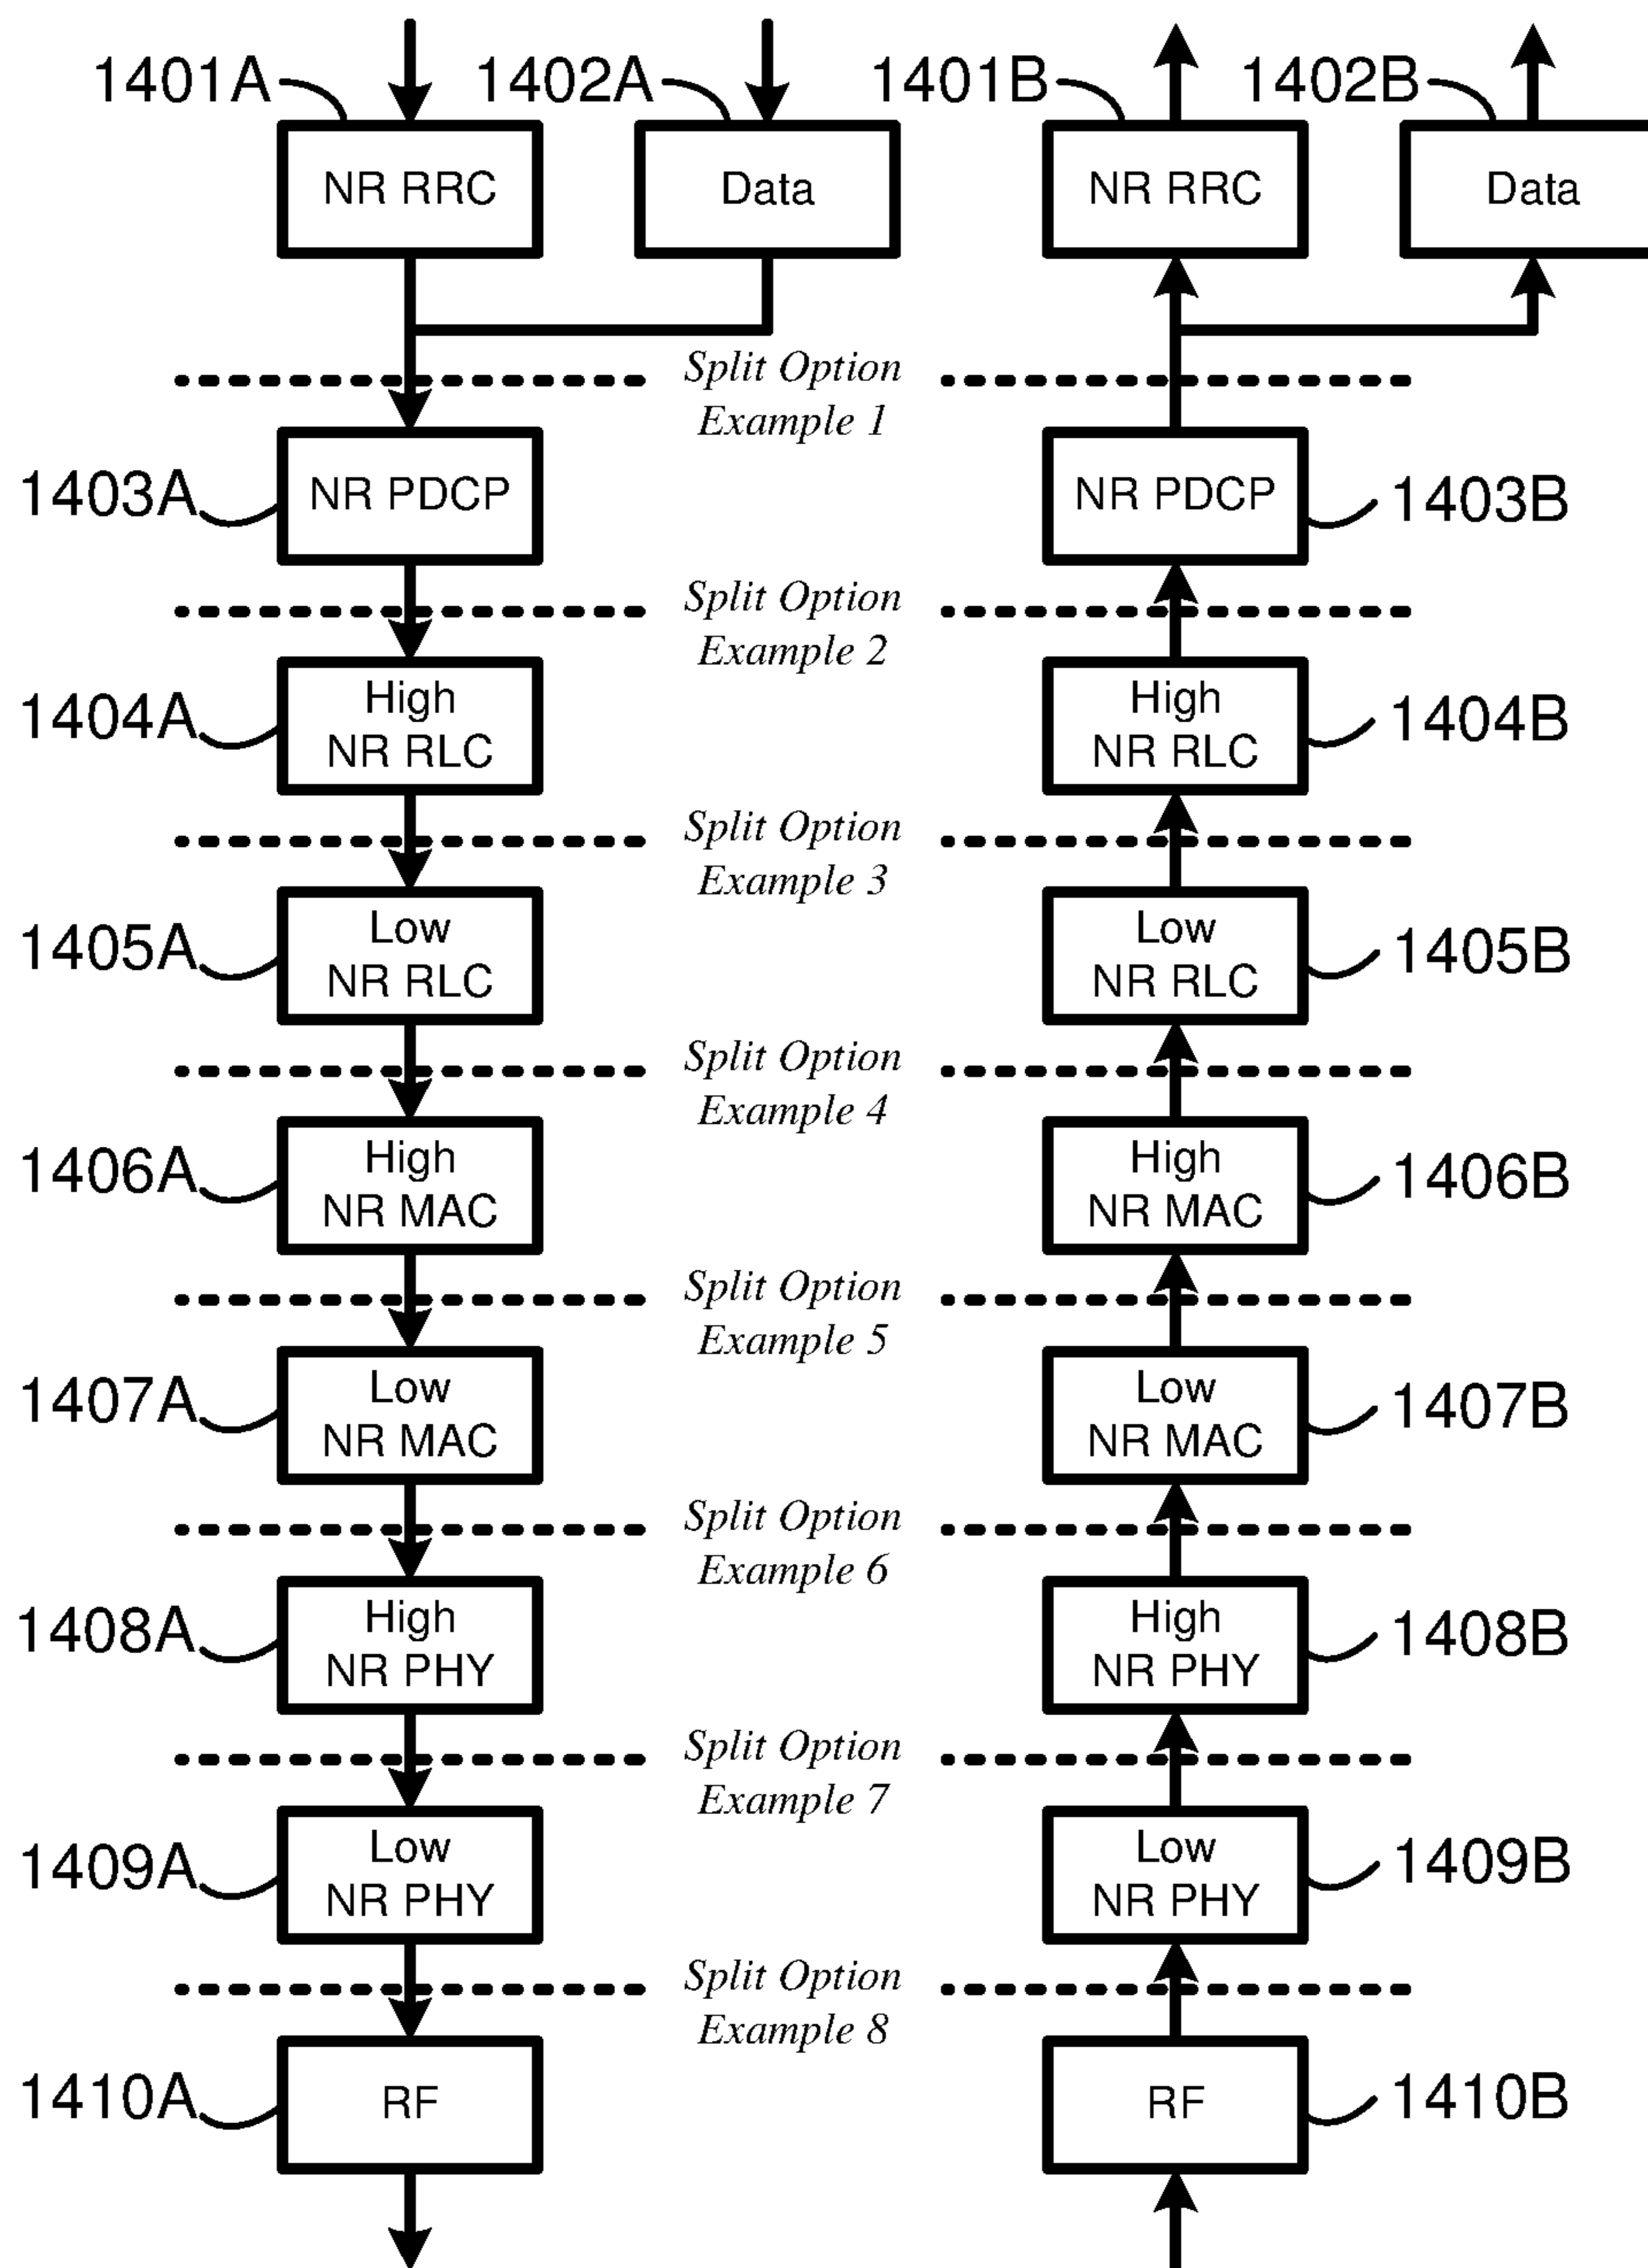 1401A
1402A
1401B
1402B
NR RRC
Data
NR RRC
Data
Split Option
Example 1
1403A
NR PDCP
NR PDCP
1403B
Split Option
Example 2
1404A
High
NR RLC
High
NR RLC
1404B
Split Option
Example 3
1405A
Low
NR RLC
Low
NR RLC
1405B
Split Option
Example 4
1406A
High
NR MAC
High
NR MAC
1406B
Split Option
Example 5
1407A
Low
NR MAC
Low
NR MAC
1407B
Split Option
Example 6
1408A
High
NR PHY
High
NR PHY
1408B
Split Option
Example 7
1409A
Low
NR PHY
Low
NR PHY
1409B
Split Option
Example 8
1410A
RF
RF
1410B